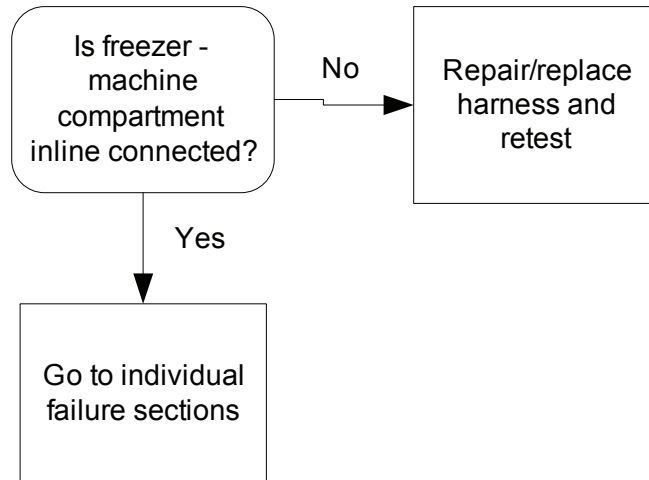 Is freezer -
machine
compartment
inline connected?
No
Repair/replace
harness and
retest
Yes
Go to individual
failure sections